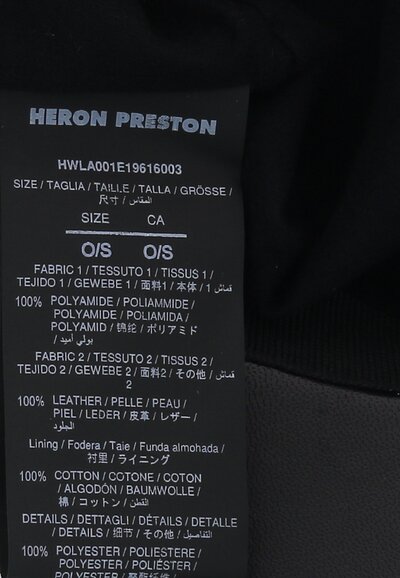 HERON PRESTON
HWLA001E19616003
SIZE / TAGLIA / TAILLE / TALLA / GRÖSSE /
尺寸 / المقاس /
SIZE CA
O/S O/S
FABRIC 1 / TESSUTO 1 / TISSUS 1 /
TEJIDO 1 / GEWEBE 1 / 面料1 / 本体 / 1 قماش
100% POLYAMIDE / POLIAMMIDE /
POLYAMIDE / POLIAMIDA /
POLYAMID / 锦纶 / ポリアミド
/ بولي أميد
FABRIC 2 / TESSUTO 2 / TISSUS 2 /
TEJIDO 2 / GEWEBE 2 / 面料2 / その他 / قماش
2
100% LEATHER / PELLE / PEAU /
PIEL / LEDER / 皮革 / レザー /
الجلود
Lining / Fodera / Taie / Funda almohada /
衬里 / ライニング
100% COTTON / COTONE / COTON
/ ALGODÓN / BAUMWOLLE /
棉 / コットン / القطن
DETAILS / DETTAGLI / DÉTAILS / DETALLE
/ DETAILS / 细节 / その他 / التفاصيل
100% POLYESTER / POLIESTERE /
POLYESTER / POLIÉSTER /
POLYESTER / 聚酯纤维